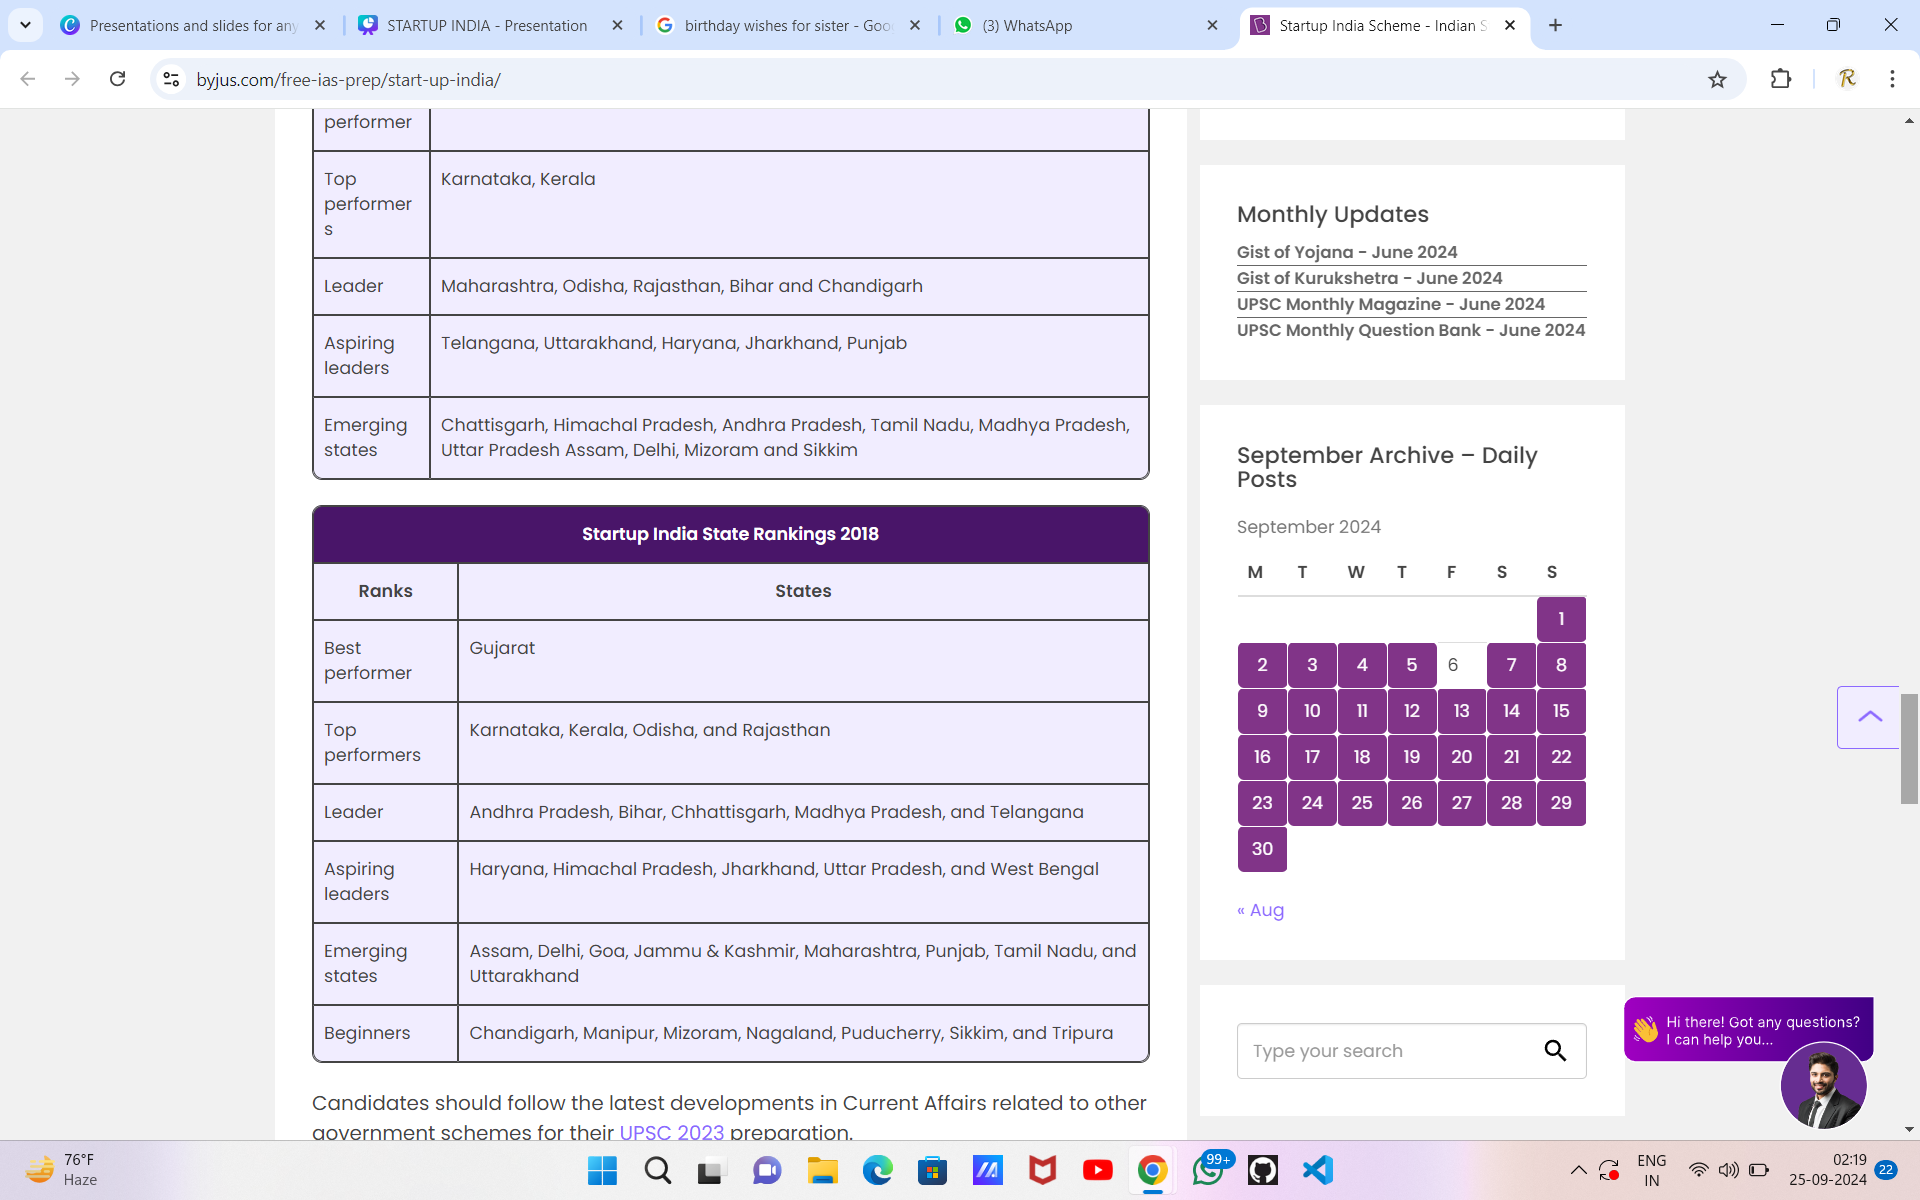 Presentations and slides for any
STARTUP INDIA - Presentation
birthday wishes for sister - Goo
(3) WhatsApp
Startup India Scheme - Indian S
byjus.com/free-ias-prep/start-up-india/
performer
Top
performer
s
Karnataka, Kerala
Leader
Maharashtra, Odisha, Rajasthan, Bihar and Chandigarh
Aspiring
leaders
Telangana, Uttarakhand, Haryana, Jharkhand, Punjab
Emerging
states
Chattisgarh, Himachal Pradesh, Andhra Pradesh, Tamil Nadu, Madhya Pradesh,
Uttar Pradesh Assam, Delhi, Mizoram and Sikkim
Startup India State Rankings 2018
Ranks
States
Best
performer
Gujarat
Top
performers
Karnataka, Kerala, Odisha, and Rajasthan
Leader
Andhra Pradesh, Bihar, Chhattisgarh, Madhya Pradesh, and Telangana
Aspiring
leaders
Haryana, Himachal Pradesh, Jharkhand, Uttar Pradesh, and West Bengal
Emerging
states
Assam, Delhi, Goa, Jammu & Kashmir, Maharashtra, Punjab, Tamil Nadu, and
Uttarakhand
Beginners
Chandigarh, Manipur, Mizoram, Nagaland, Puducherry, Sikkim, and Tripura
Candidates should follow the latest developments in Current Affairs related to other
government schemes for their UPSC 2023 preparation.
Monthly Updates
Gist of Yojana - June 2024
Gist of Kurukshetra - June 2024
UPSC Monthly Magazine - June 2024
UPSC Monthly Question Bank - June 2024
September Archive – Daily
Posts
September 2024
M T W T F S S
1
2 3 4 5 6 7 8
9 10 11 12 13 14 15
16 17 18 19 20 21 22
23 24 25 26 27 28 29
30
« Aug
Type your search
Hi there! Got any questions?
I can help you...
76°F
Haze
99+
ENG
IN
02:19
25-09-2024
22